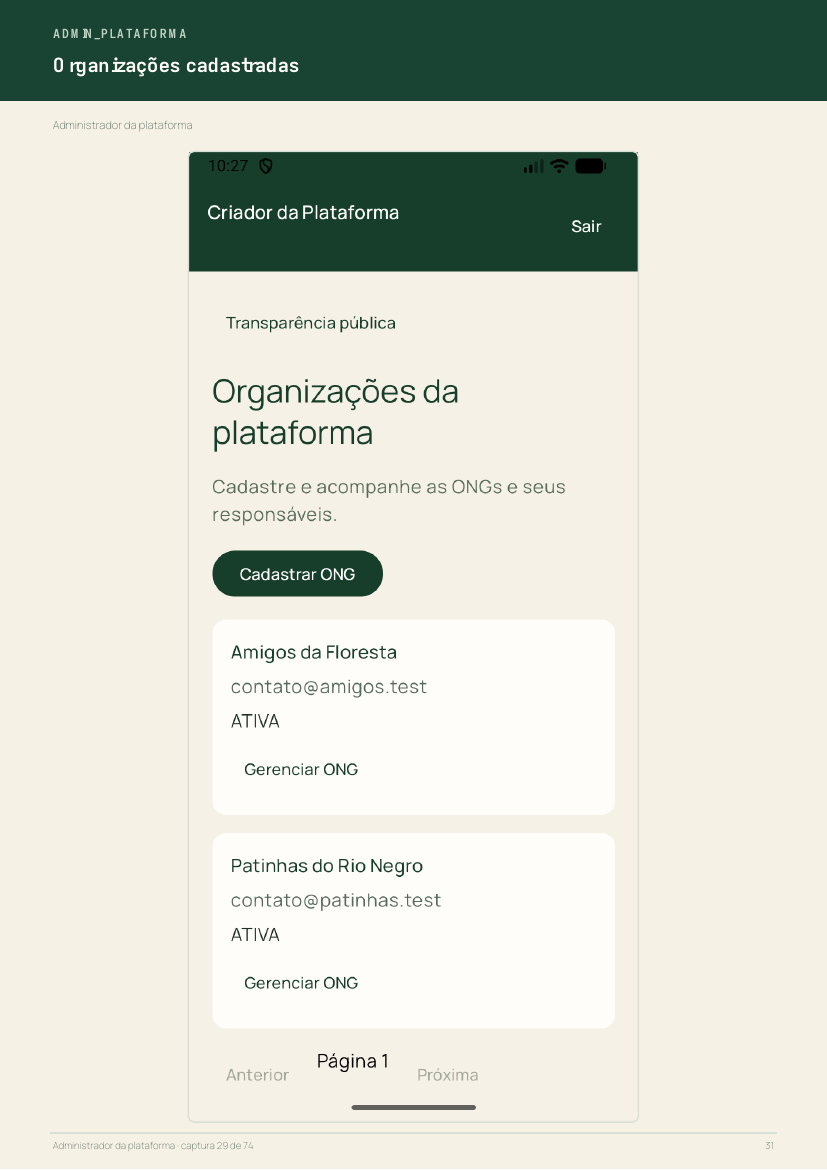 ADMIN_PLATAFORMA
Organizações cadastradas
Administrador da plataforma
10:27
Criador da Plataforma
Sair
Transparência pública
Organizações da
plataforma
Cadastre e acompanhe as ONGs e seus
responsáveis.
Cadastrar ONG
Amigos da Floresta
contato@amigos.test
ATIVA
Gerenciar ONG
Patinhas do Rio Negro
contato@patinhas.test
ATIVA
Gerenciar ONG
Anterior Página 1 Próxima
Administrador da plataforma · captura 29 de 74 31